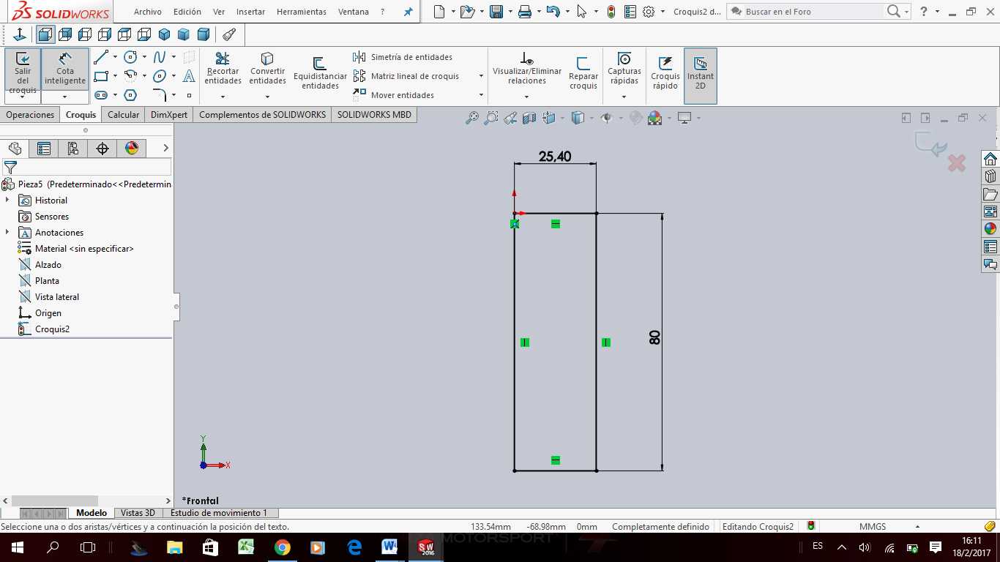 SOLIDWORKS
Archivo Edición Ver Insertar Herramientas Ventana ?
Croquis2 d...
Buscar en el Foro
?
Salir del croquis
Cota inteligente
Recortar entidades
Convertir entidades
Equidistanciar entidades
Simetría de entidades
Matriz lineal de croquis
Mover entidades
Visualizar/Eliminar relaciones
Reparar croquis
Capturas rápidas
Croquis rápido
Instant 2D
Operaciones Croquis Calcular DimXpert Complementos de SOLIDWORKS SOLIDWORKS MBD
Pieza5 (Predeterminado<<Predetermin
Historial
Sensores
Anotaciones
Material <sin especificar>
Alzado
Planta
Vista lateral
Origen
Croquis2
25,40
80
Y
X
*Frontal
Modelo Vistas 3D Estudio de movimiento 1
Seleccione una o dos aristas/vértices y a continuación la posición del texto.
133.54mm -68.98mm 0mm Completamente definido Editando Croquis2 MMGS
MOTORSPORT
SW 2016
ES
16:11
18/2/2017